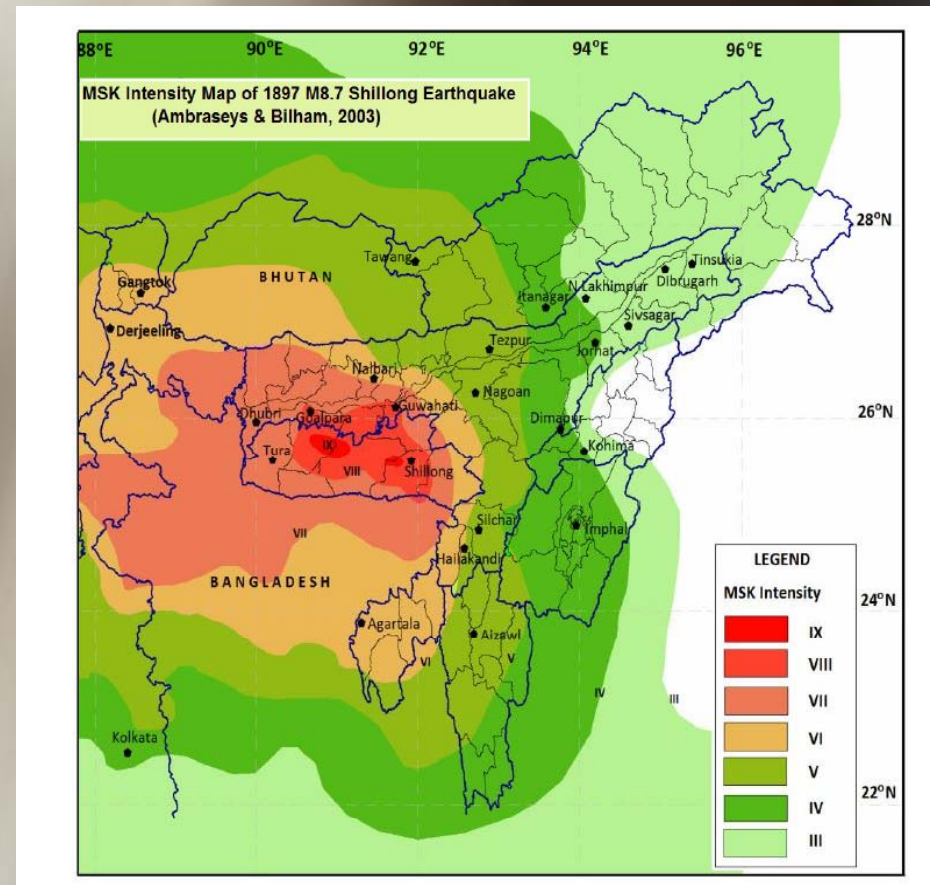 88°E 90°E 92°E 94°E 96°E
MSK Intensity Map of 1897 M8.7 Shillong Earthquake
(Ambraseys & Bilham, 2003)
28°N
Tawang
BHUTAN
Gangtok
Tinsukia
Dibrugarh
N Lakhimpur
Itanagar
Sivsagar
Derjeeling
Jorhat
Tezpur
Nalbari
Nagoan
Guwahati
Dhubri
Goalpara
26°N
Dimapur
Kohima
IX
Tura
VIII
Shillong
Silchar
Imphal
VII
Hailakandi
BANGLADESH
24°N
Agartala
Aizawl
VI
V
IV
III
Kolkata
22°N
LEGEND
MSK Intensity
IX
VIII
VII
VI
V
IV
III